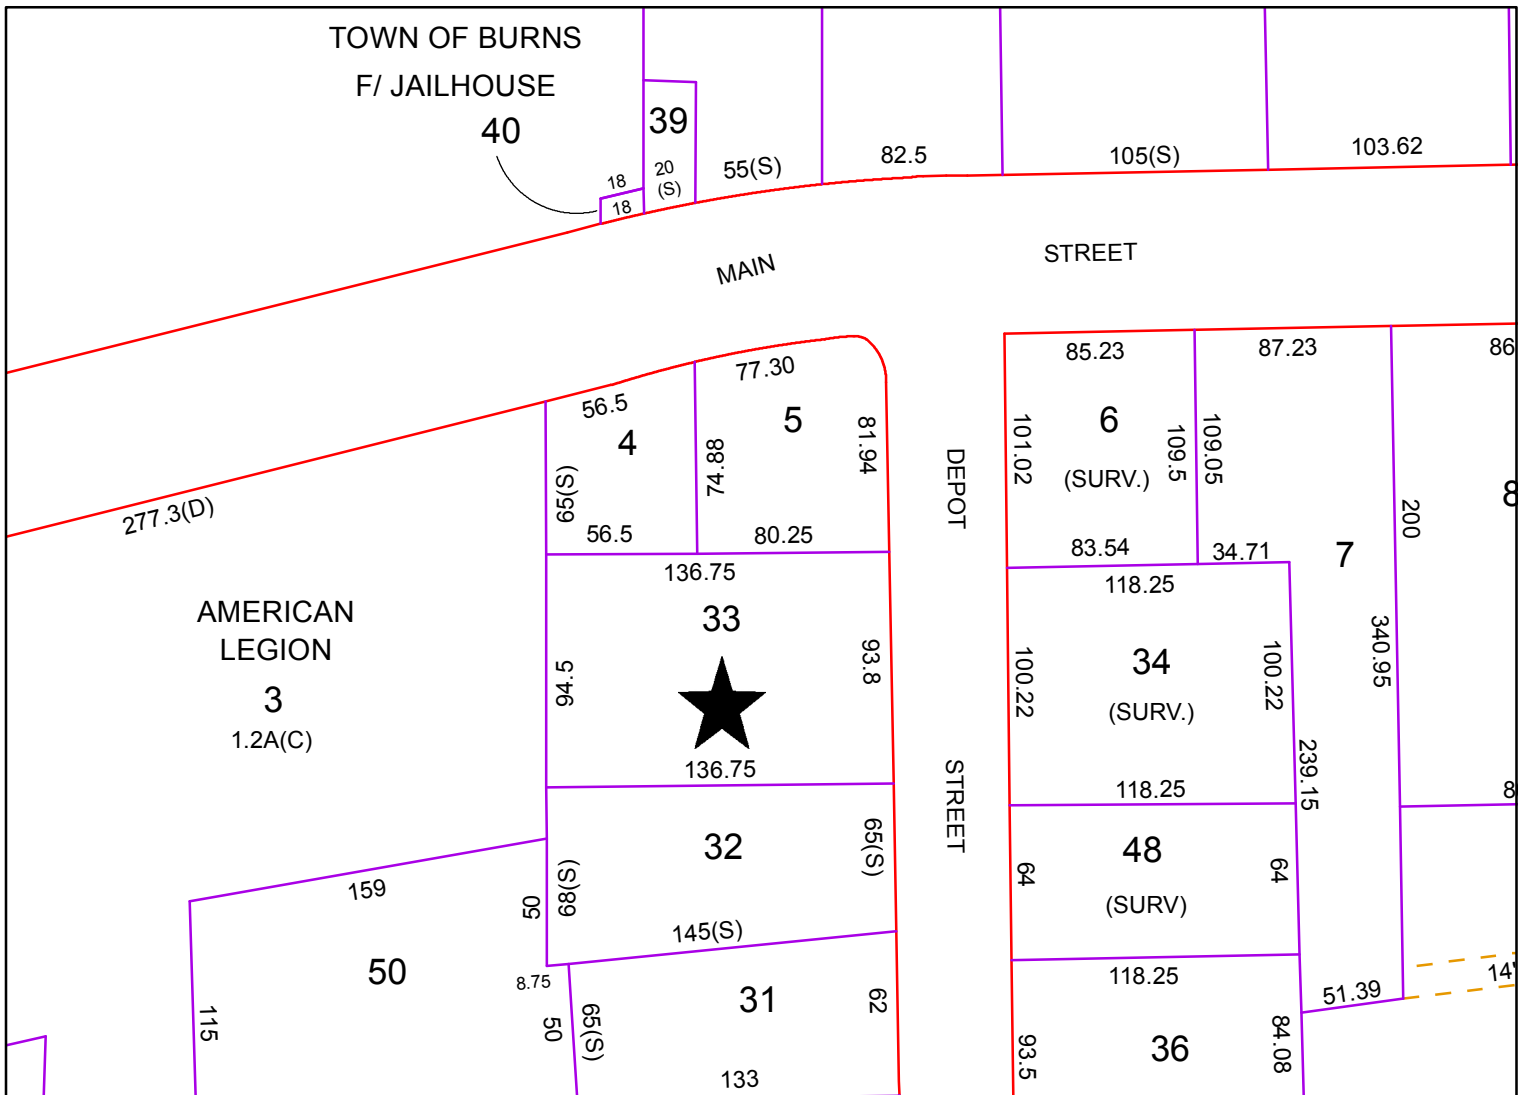 TOWN OF BURNS
F/ JAILHOUSE
40
39
18
20
(S)
18
55(S)
82.5
105(S)
103.62
MAIN
STREET
277.3(D)
56.5
4
65(S)
56.5
77.30
5
74.88
81.94
80.25
85.23
87.23
86
101.02
6
(SURV.)
109.5
109.05
83.54
34.71
7
200
8
340.95
DEPOT
STREET
AMERICAN
LEGION
3
1.2A(C)
136.75
33
94.5
93.8
136.75
118.25
34
(SURV.)
100.22
100.22
118.25
239.15
8
32
65(S)
68(S)
50
145(S)
48
(SURV)
64
64
159
50
115
8.75
50
65(S)
31
62
133
118.25
36
93.5
84.08
51.39
14'